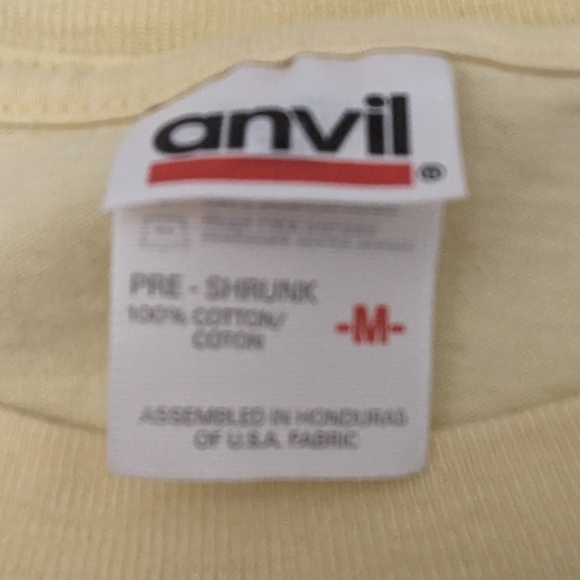 anvil®
PRE - SHRUNK
100% COTTON/
COTON
-M-
ASSEMBLED IN HONDURAS
OF U.S.A. FABRIC